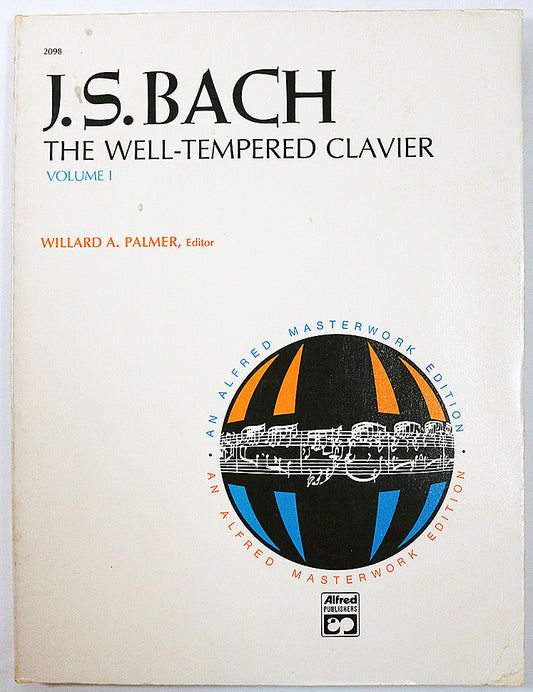 2098
J.S. BACH
THE WELL-TEMPERED CLAVIER
VOLUME I
WILLARD A. PALMER, Editor
· AN ALFRED MASTERWORK EDITION ·
AN ALFRED MASTERWORK EDITION
Alfred
PUBLISHERS
ap